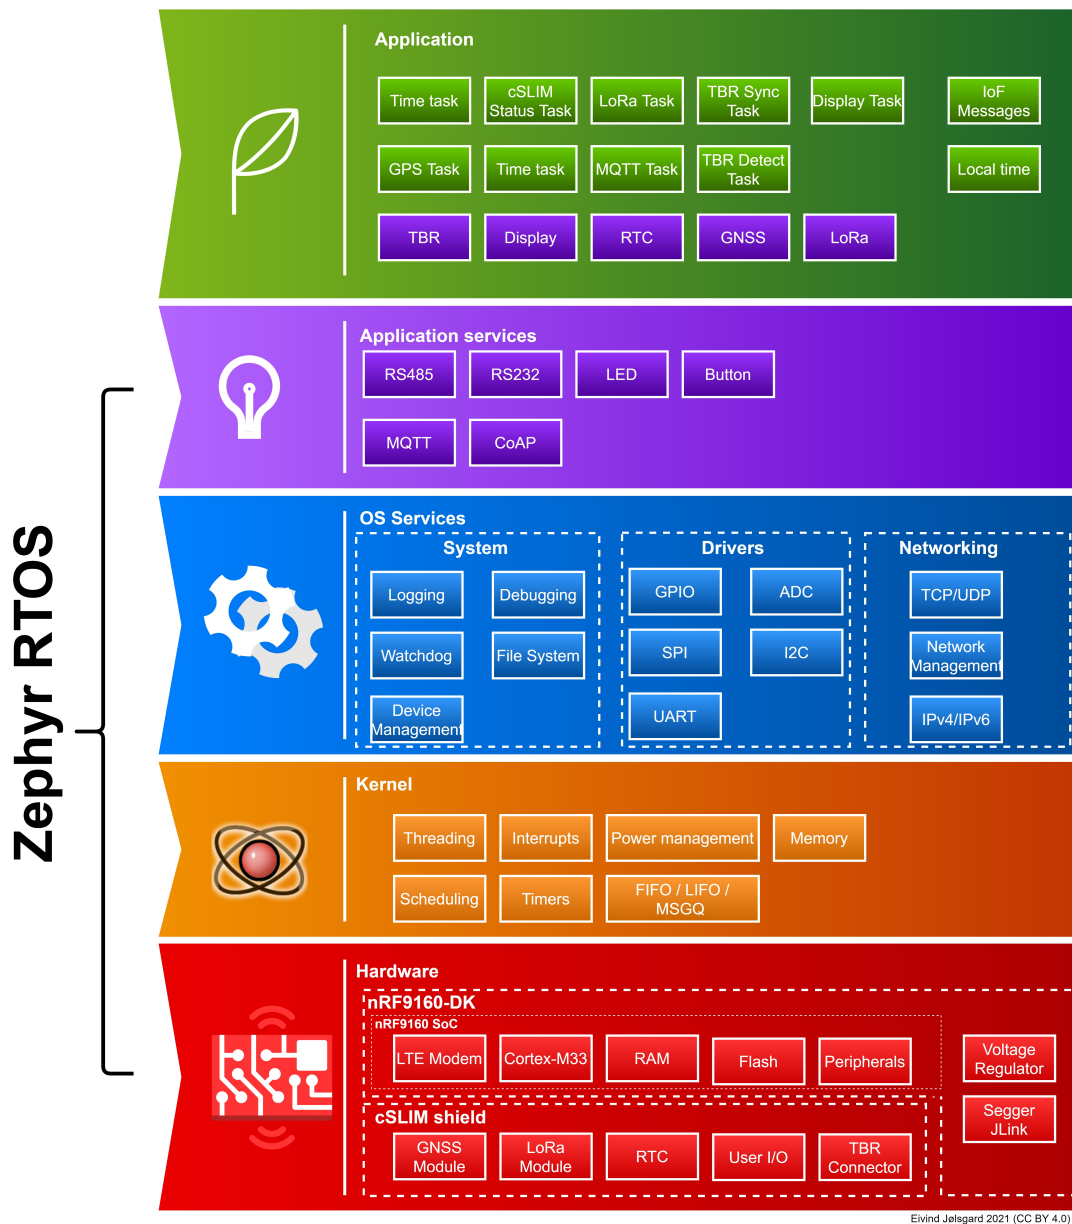 Zephyr RTOS
Application
Time task
cSLIM
Status Task
LoRa Task
TBR Sync
Task
Display Task
IoF
Messages
GPS Task
Time task
MQTT Task
TBR Detect
Task
Local time
TBR
Display
RTC
GNSS
LoRa
Application services
RS485
RS232
LED
Button
MQTT
CoAP
OS Services
System
Logging
Debugging
Watchdog
File System
Device
Management
Drivers
GPIO
ADC
SPI
I2C
UART
Networking
TCP/UDP
Network
Management
IPv4/IPv6
Kernel
Threading
Interrupts
Power management
Memory
Scheduling
Timers
FIFO / LIFO /
MSGQ
Hardware
nRF9160-DK
nRF9160 SoC
LTE Modem
Cortex-M33
RAM
Flash
Peripherals
Voltage
Regulator
Segger
JLink
cSLIM shield
GNSS
Module
LoRa
Module
RTC
User I/O
TBR
Connector
Eivind Jølsgard 2021 (CC BY 4.0)